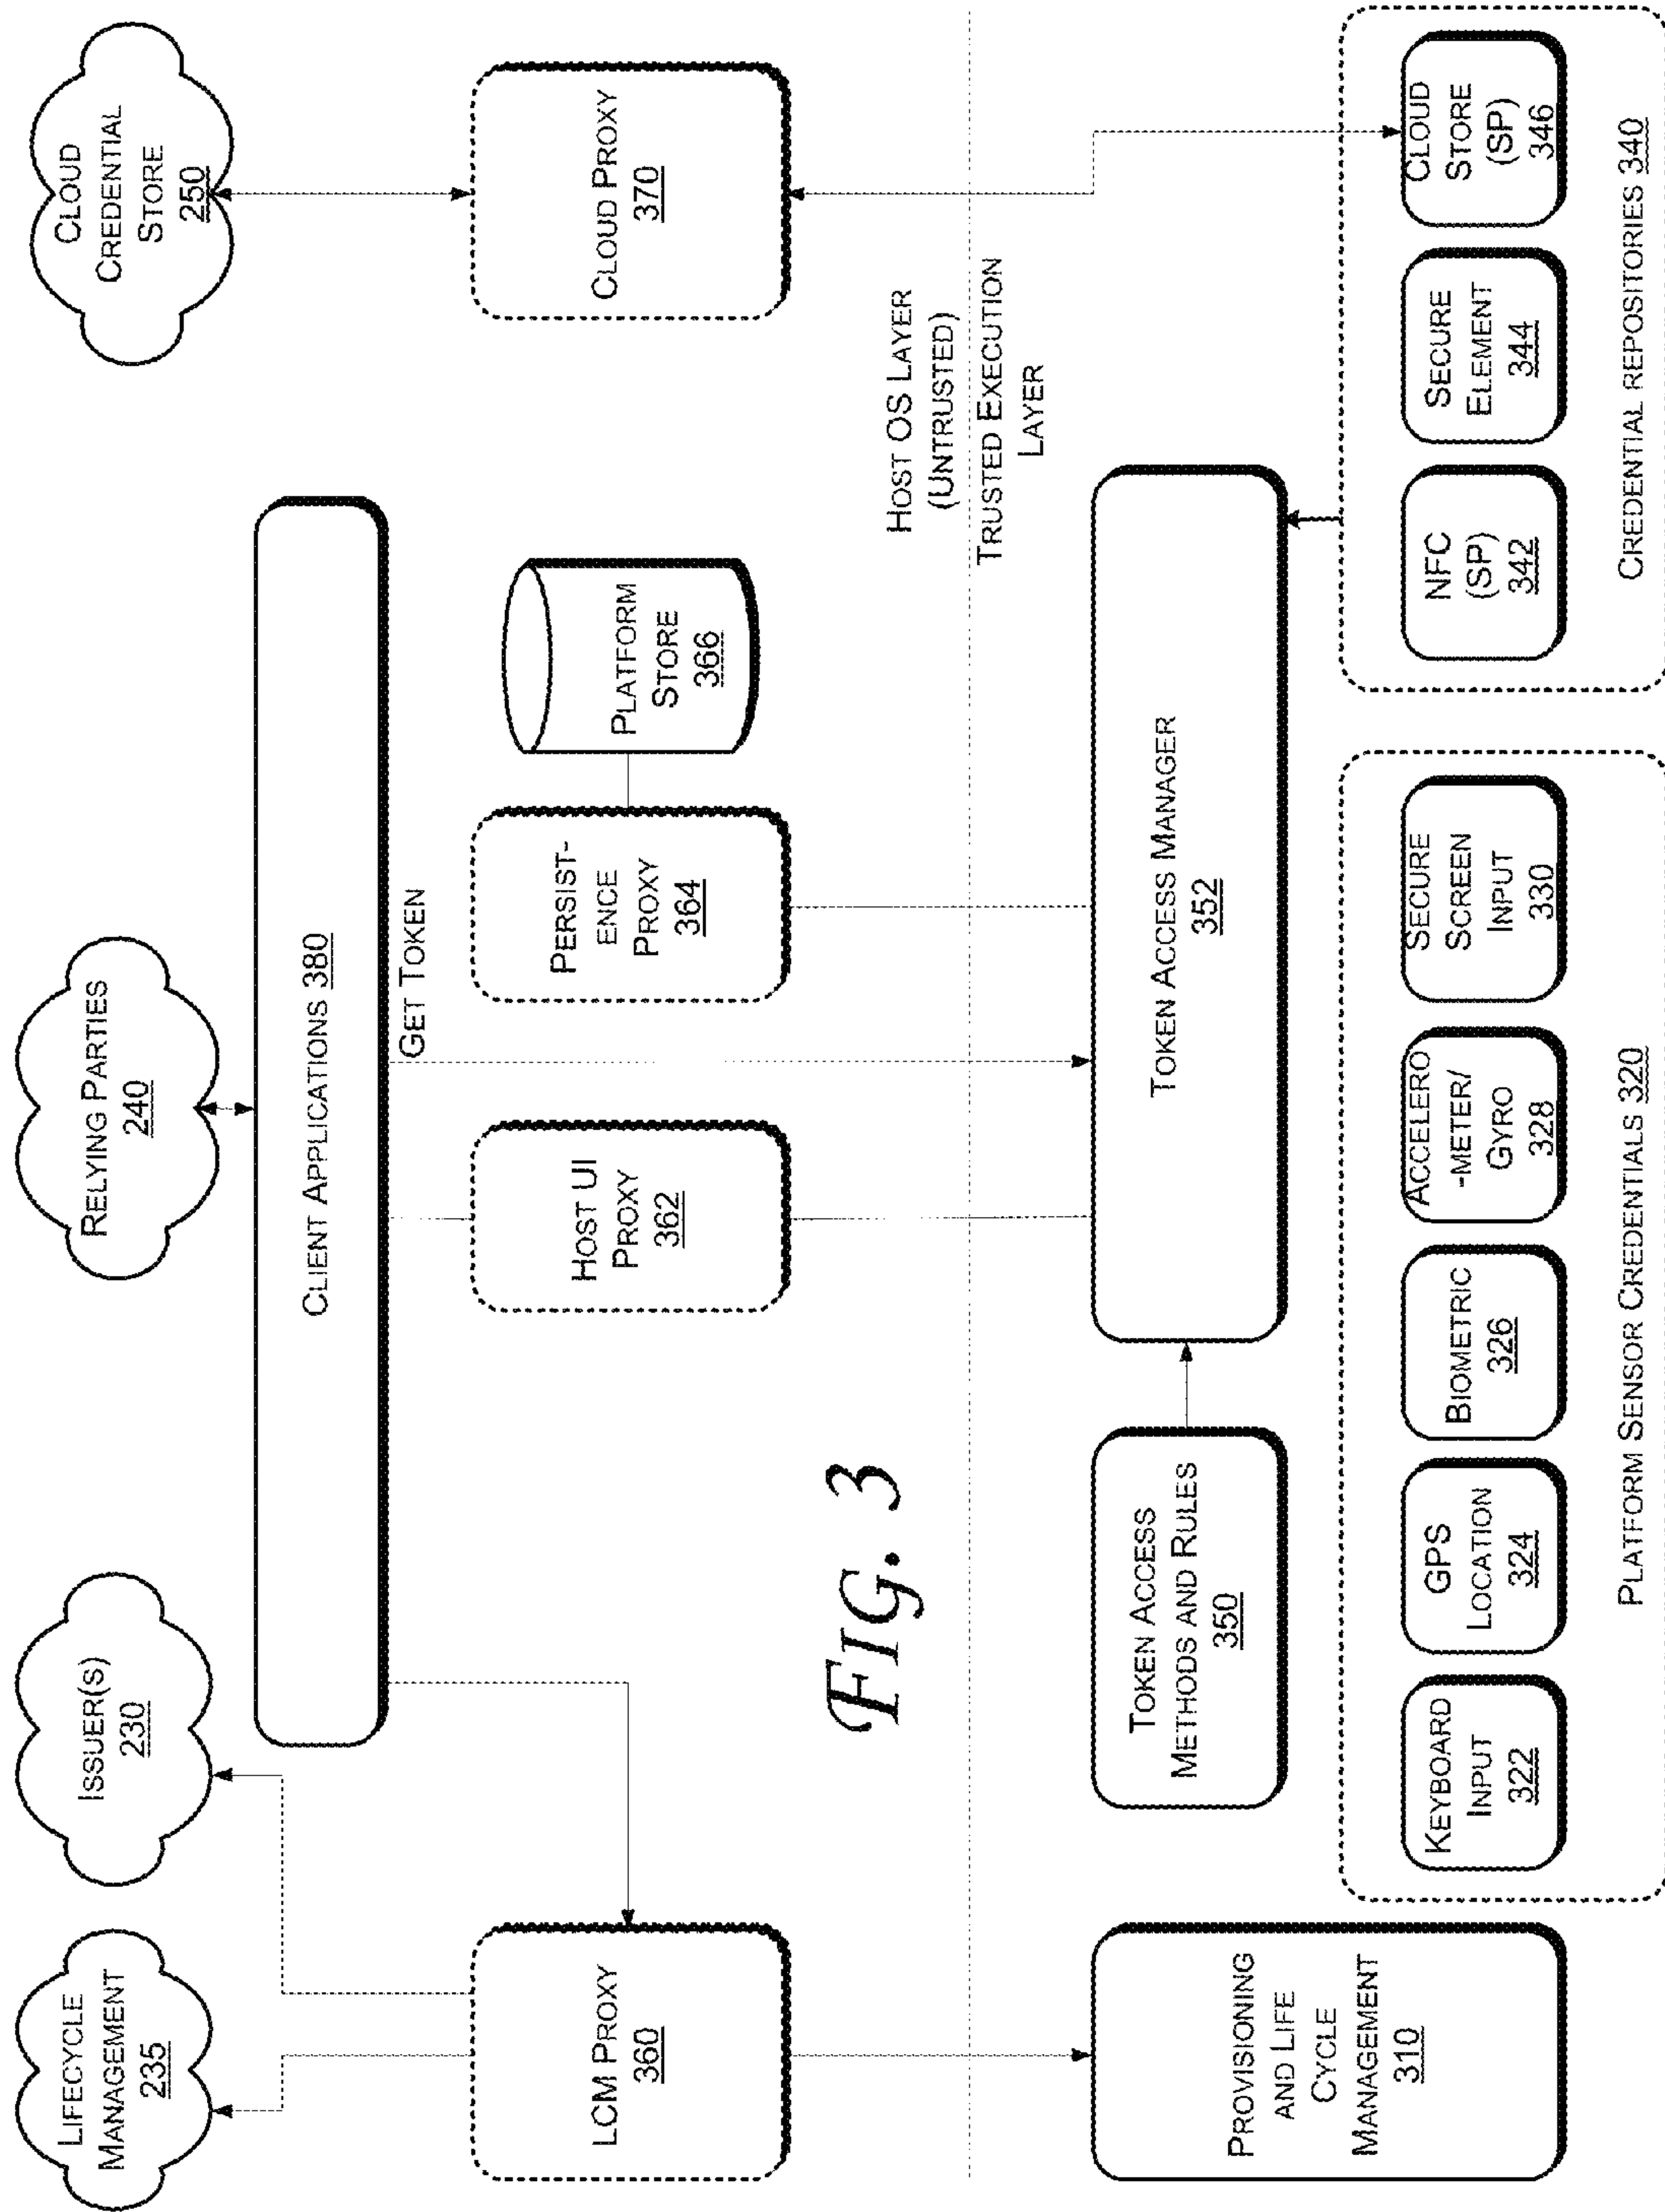 LIFECYCLE
MANAGEMENT
235
ISSUER(S)
230
RELYING PARTIES
240
CLOUD
CREDENTIAL
STORE
250
CLIENT APPLICATIONS 380
GET TOKEN
LCM PROXY
360
HOST UI
PROXY
362
PERSIST-
ENCE
PROXY
364
PLATFORM
STORE
366
CLOUD PROXY
370
FIG. 3
HOST OS LAYER
(UNTRUSTED)
TRUSTED EXECUTION
LAYER
PROVISIONING
AND LIFE
CYCLE
MANAGEMENT
310
TOKEN ACCESS
METHODS AND RULES
350
TOKEN ACCESS MANAGER
352
KEYBOARD
INPUT
322
GPS
LOCATION
324
BIOMETRIC
326
ACCELERO
-METER/
GYRO
328
SECURE
SCREEN
INPUT
330
PLATFORM SENSOR CREDENTIALS 320
NFC
(SP)
342
SECURE
ELEMENT
344
CLOUD
STORE
(SP)
346
CREDENTIAL REPOSITORIES 340